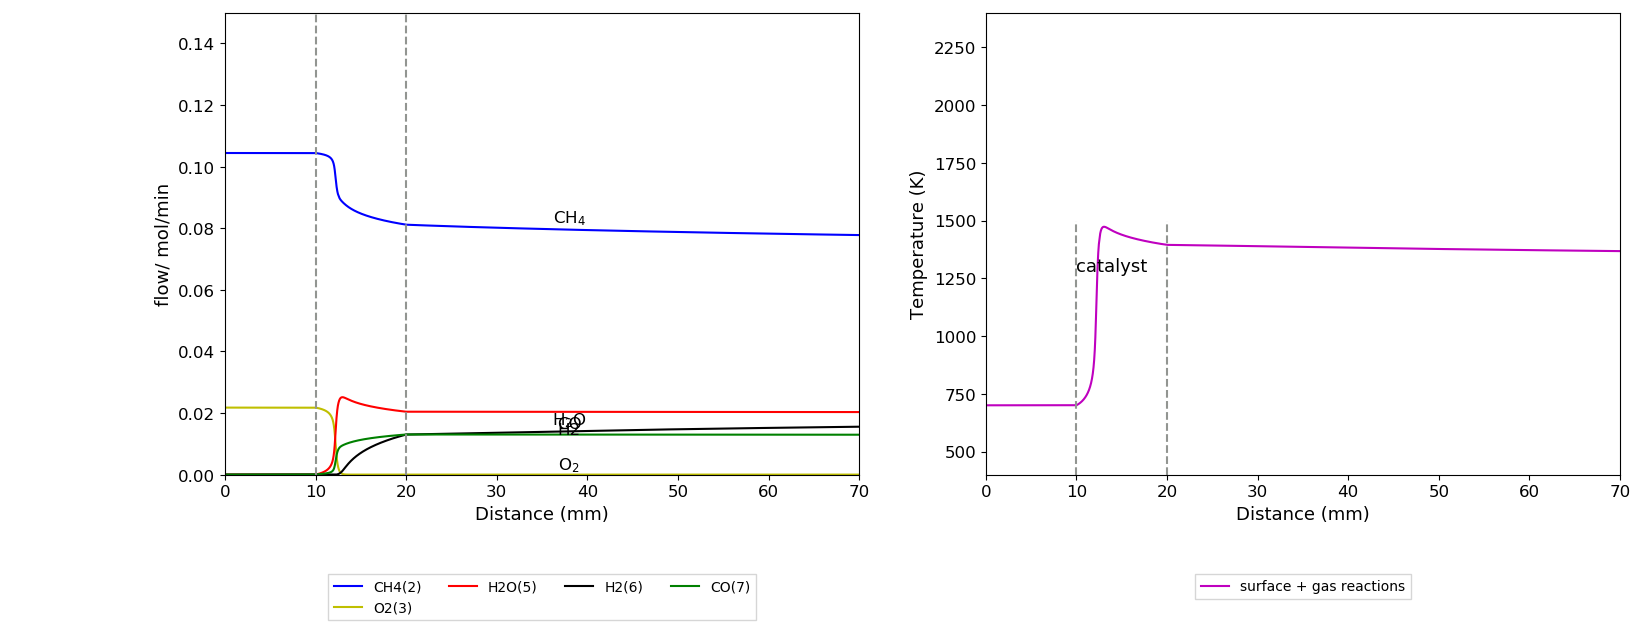 flow/ mol/min
0.14
0.12
0.10
0.08
0.06
0.04
0.02
0.00
CH₄
H₂O
CO
H2
O₂
0 10 20 30 40 50 60 70
Distance (mm)
CH4(2) H2O(5) H2(6) CO(7)
O2(3)
Temperature (K)
2250
2000
1750
1500
1250
1000
750
500
catalyst
0 10 20 30 40 50 60 70
Distance (mm)
surface + gas reactions